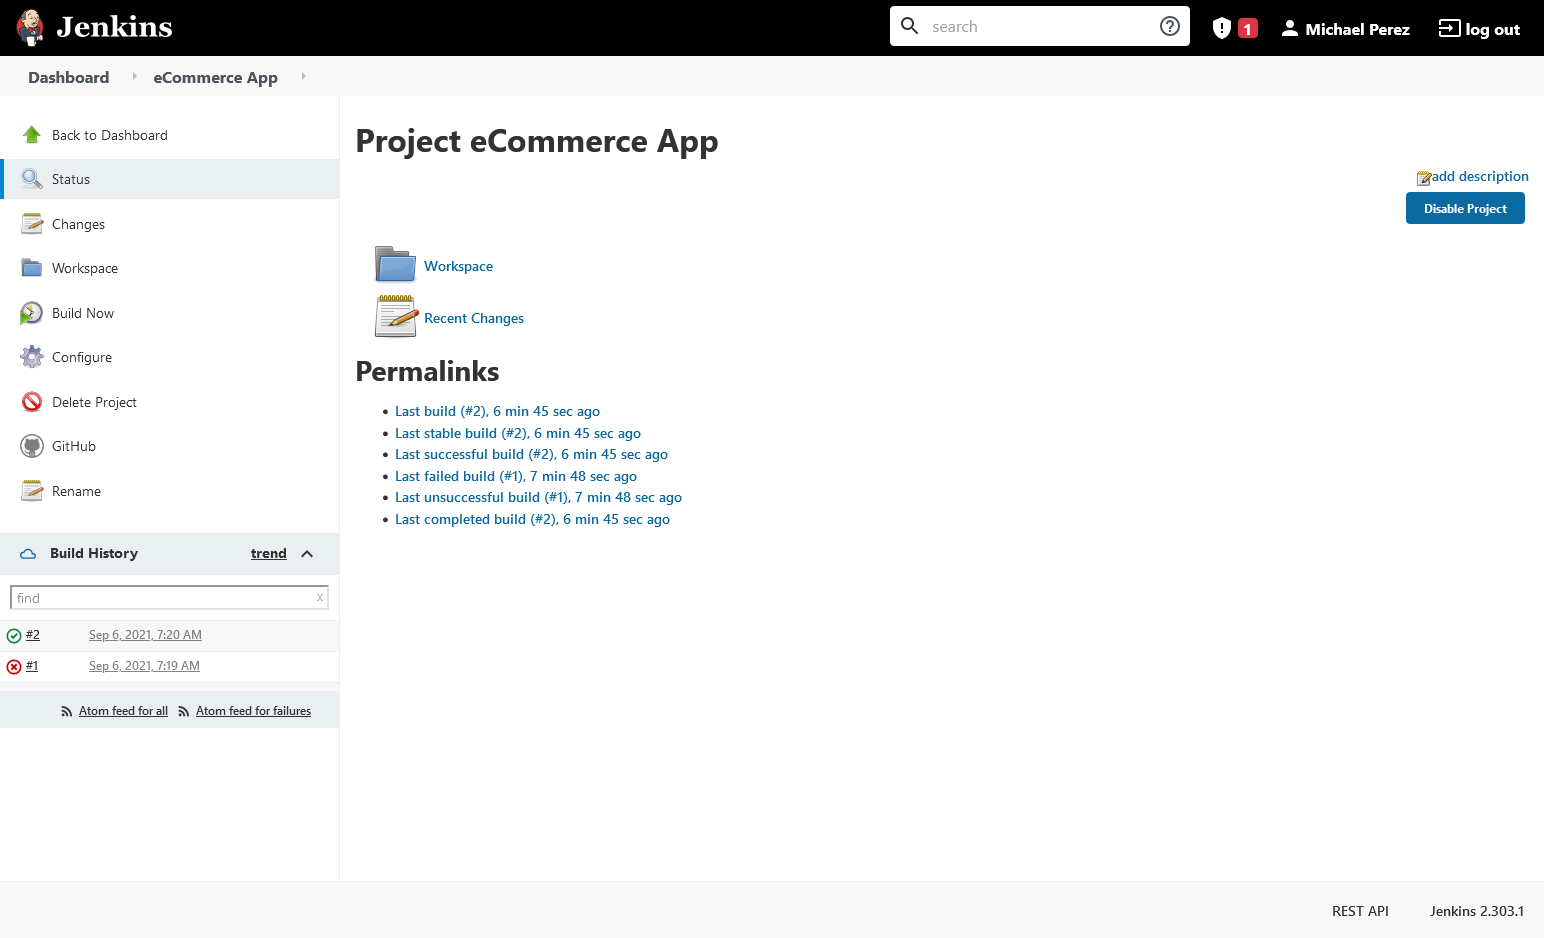 Jenkins
search
1
Michael Perez
log out
Dashboard
eCommerce App
Back to Dashboard
Status
Changes
Workspace
Build Now
Configure
Delete Project
GitHub
Rename
Build History
trend
find
x
#2
Sep 6, 2021, 7:20 AM
#1
Sep 6, 2021, 7:19 AM
Atom feed for all
Atom feed for failures
Project eCommerce App
add description
Disable Project
Workspace
Recent Changes
Permalinks
Last build (#2), 6 min 45 sec ago
Last stable build (#2), 6 min 45 sec ago
Last successful build (#2), 6 min 45 sec ago
Last failed build (#1), 7 min 48 sec ago
Last unsuccessful build (#1), 7 min 48 sec ago
Last completed build (#2), 6 min 45 sec ago
REST API
Jenkins 2.303.1